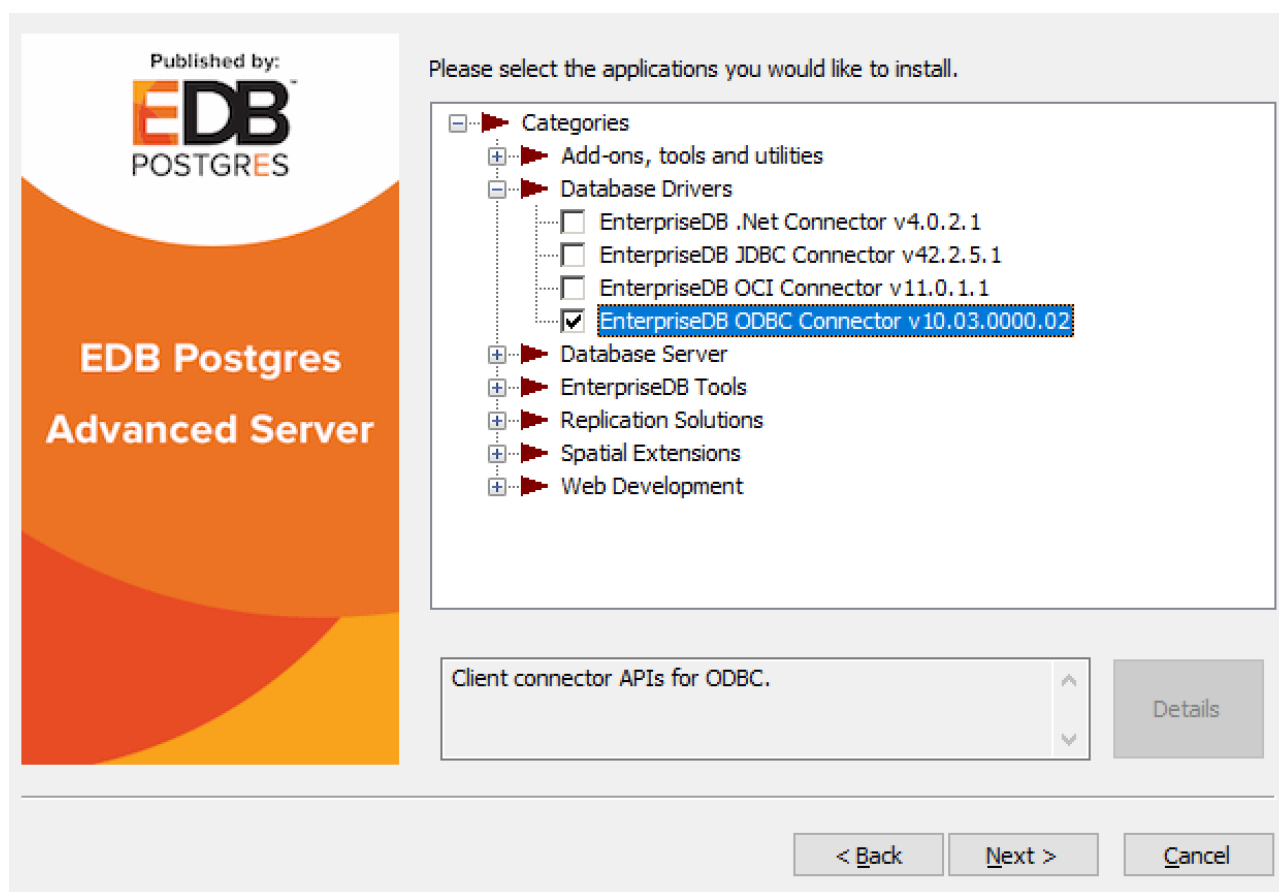 Published by:
EDB™
POSTGRES
EDB Postgres
Advanced Server
Please select the applications you would like to install.
Categories
Add-ons, tools and utilities
Database Drivers
EnterpriseDB .Net Connector v4.0.2.1
EnterpriseDB JDBC Connector v42.2.5.1
EnterpriseDB OCI Connector v11.0.1.1
EnterpriseDB ODBC Connector v10.03.0000.02
Database Server
EnterpriseDB Tools
Replication Solutions
Spatial Extensions
Web Development
Client connector APIs for ODBC.
Details
< Back
Next >
Cancel